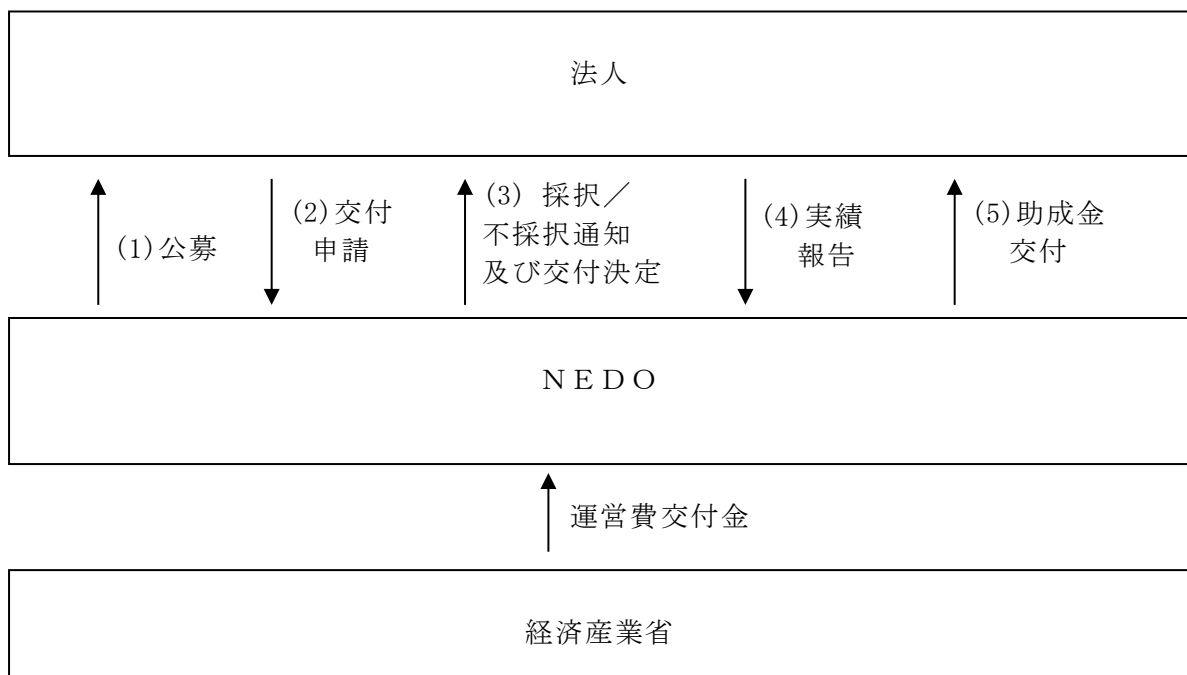 法人
(1)公募
(2)交付
申請
(3) 採択／
不採択通知
及び交付決定
(4)実績
報告
(5)助成金
交付
ＮＥＤＯ
運営費交付金
経済産業省